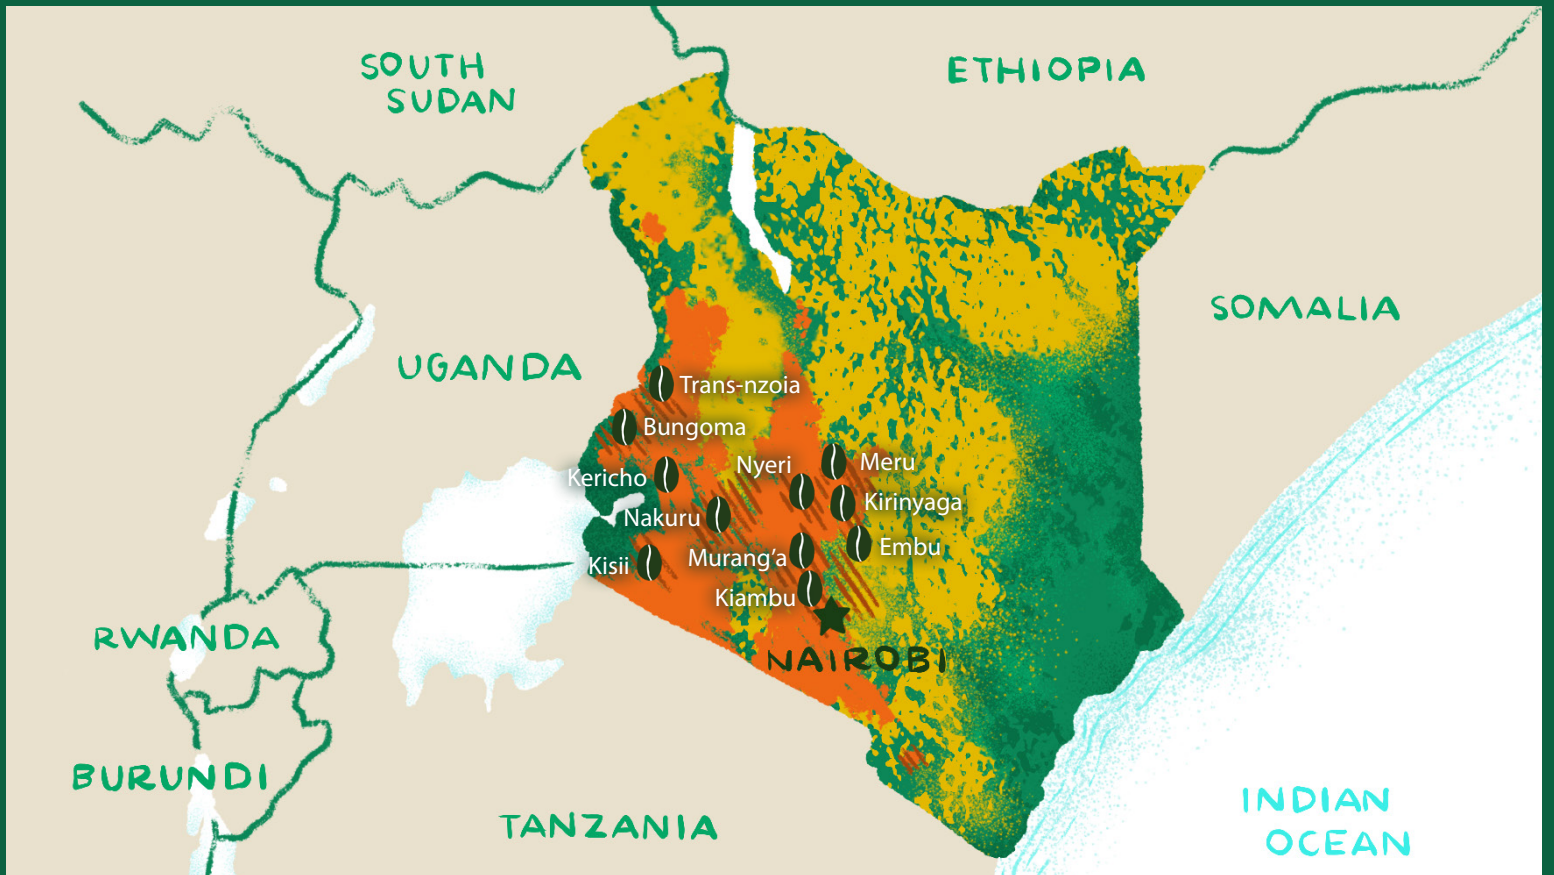 SOUTH
SUDAN
ETHIOPIA
SOMALIA
UGANDA
Trans-nzoia
Bungoma
Kericho
Nyeri
Meru
Nakuru
Kirinyaga
Kisii
Murang'a
Embu
Kiambu
NAIROBI
RWANDA
BURUNDI
TANZANIA
INDIAN
OCEAN